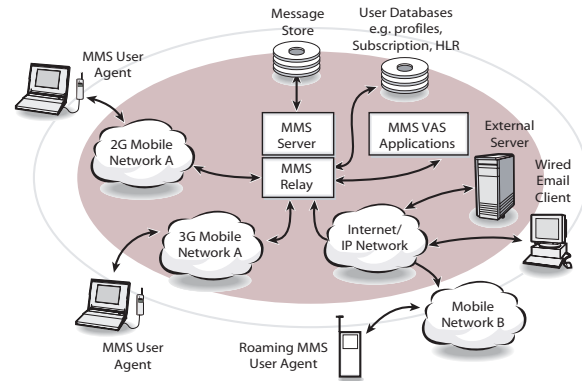 Message
Store
User Databases
e.g. profiles,
Subscription, HLR
MMS User
Agent
MMS
Server
MMS VAS
Applications
External
Server
2G Mobile
Network A
MMS
Relay
Wired
Email
Client
3G Mobile
Network A
Internet/
IP Network
MMS User
Agent
Roaming MMS
User Agent
Mobile
Network B